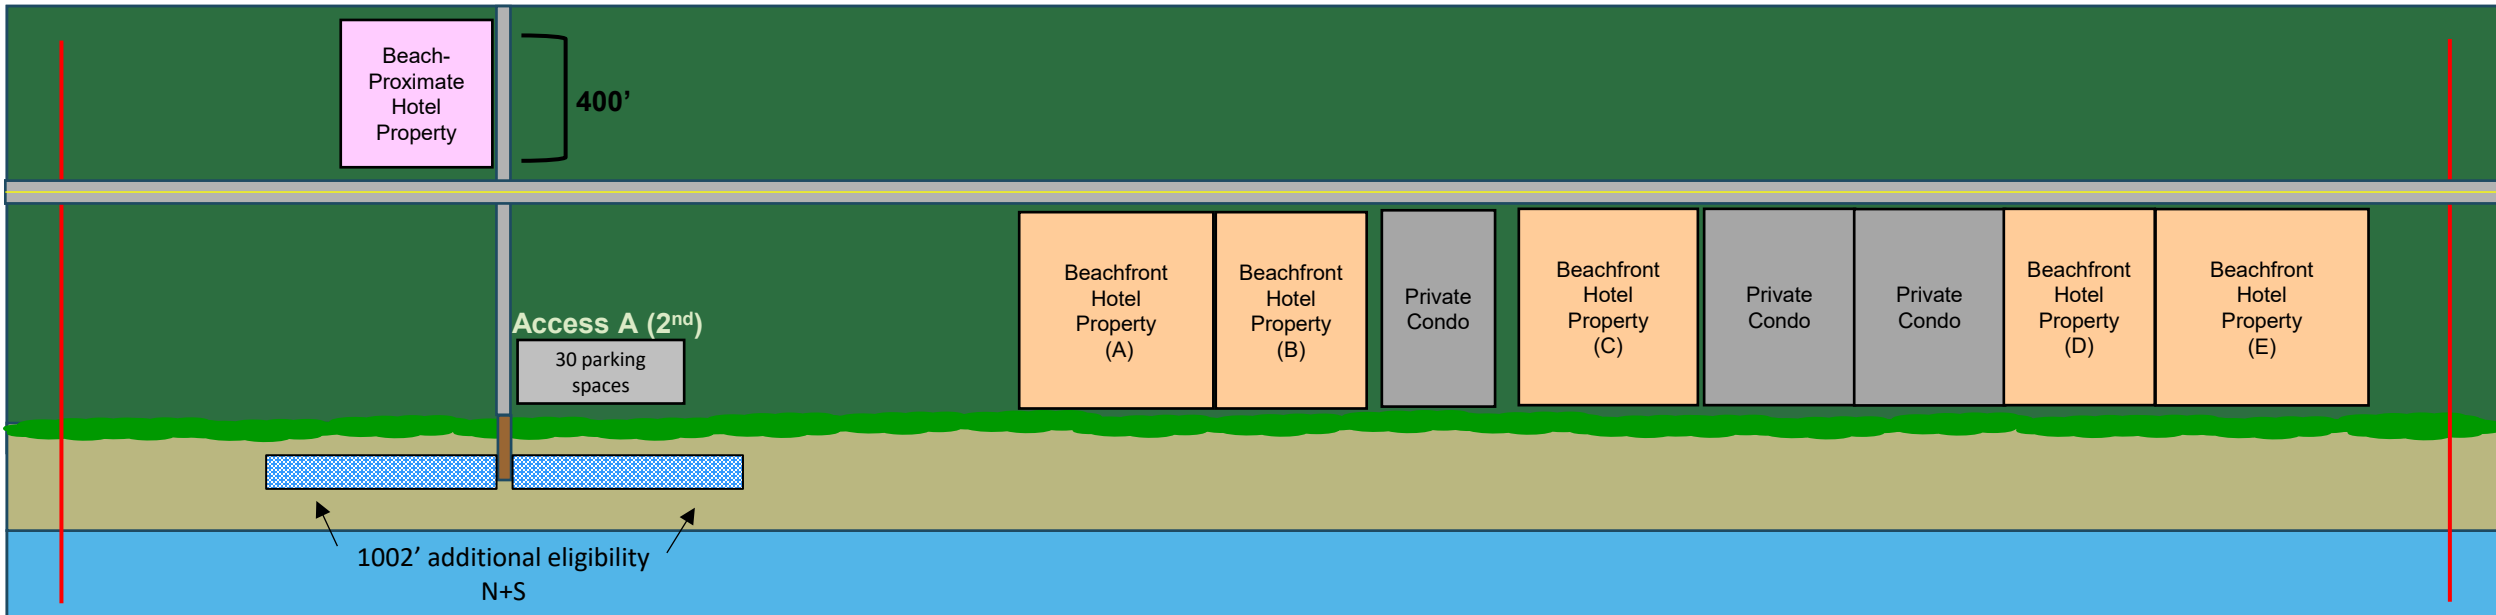 Beach-
Proximate
Hotel
Property
400’
Access A (2nd)
30 parking
spaces
Beachfront
Hotel
Property
(A)
Beachfront
Hotel
Property
(B)
Private
Condo
Beachfront
Hotel
Property
(C)
Private
Condo
Private
Condo
Beachfront
Hotel
Property
(D)
Beachfront
Hotel
Property
(E)
1002’ additional eligibility
N+S